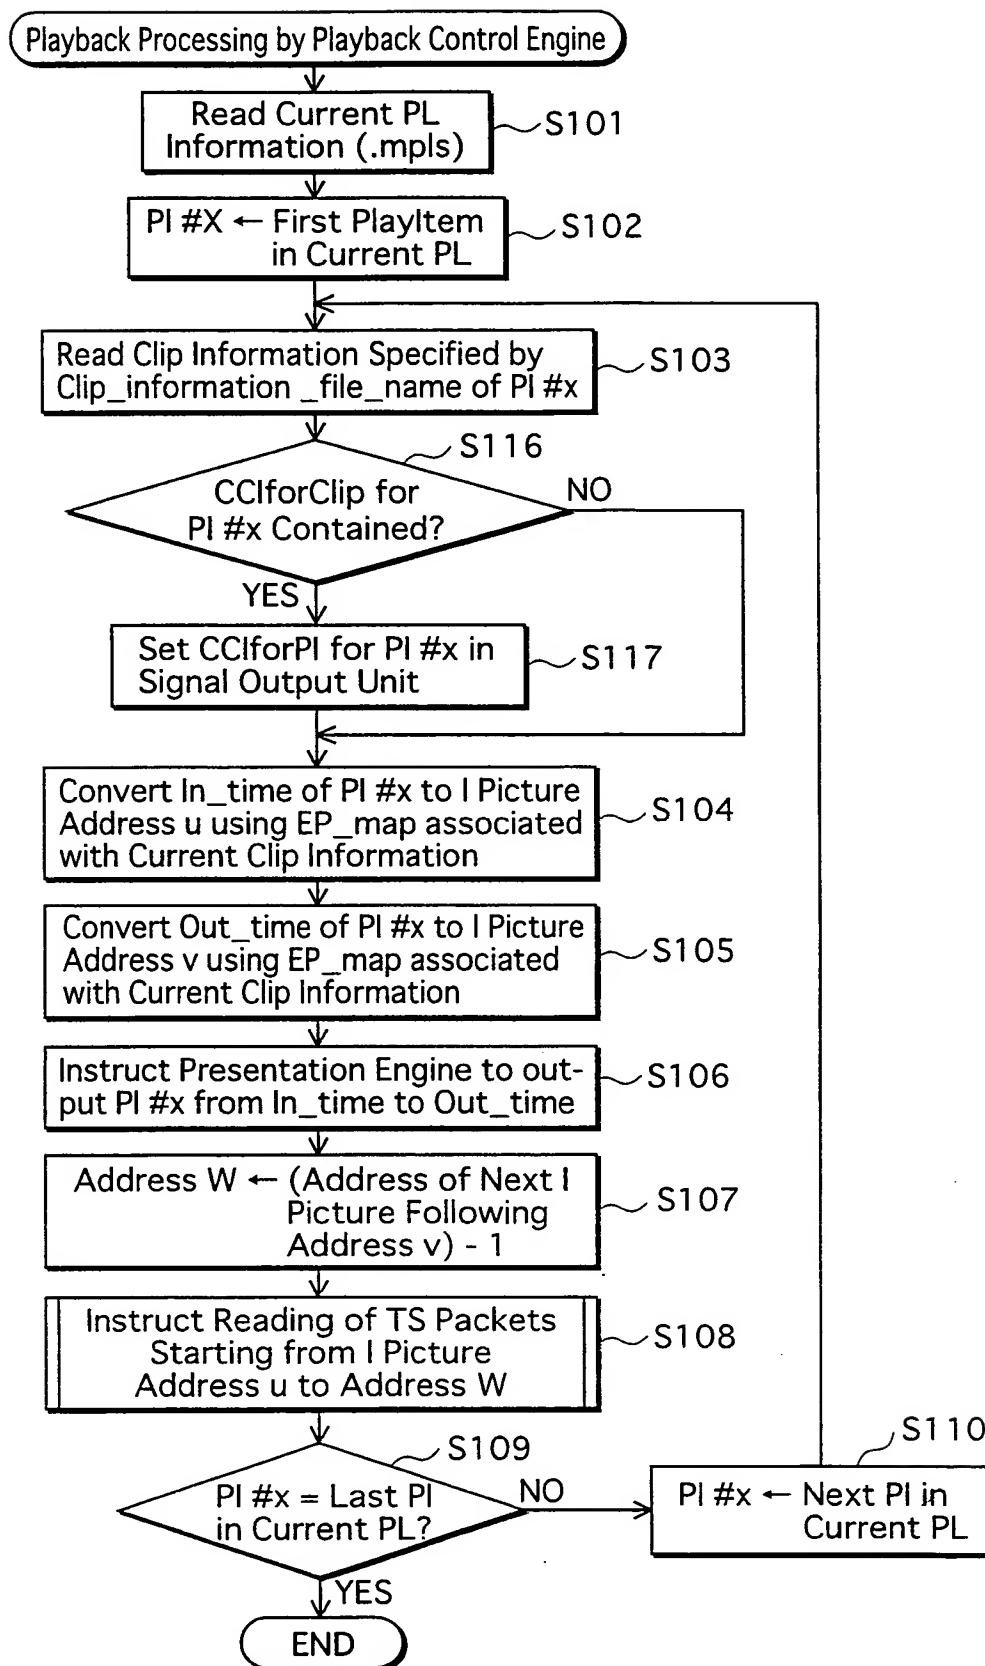 Playback Processing by Playback Control Engine
Read Current PL
Information (.mpls)
S101
PI #X ← First PlayItem
in Current PL
S102
Read Clip Information Specified by
Clip_information _file_name of PI #x
S103
S116
CCIforClip for
PI #x Contained?
NO
YES
Set CCIforPI for PI #x in
Signal Output Unit
S117
Convert In_time of PI #x to I Picture
Address u using EP_map associated
with Current Clip Information
S104
Convert Out_time of PI #x to I Picture
Address v using EP_map associated
with Current Clip Information
S105
Instruct Presentation Engine to out-
put PI #x from In_time to Out_time
S106
Address W ← (Address of Next I
Picture Following
Address v) - 1
S107
Instruct Reading of TS Packets
Starting from I Picture
Address u to Address W
S108
S109
PI #x = Last PI
in Current PL?
NO
S110
PI #x ← Next PI in
Current PL
YES
END